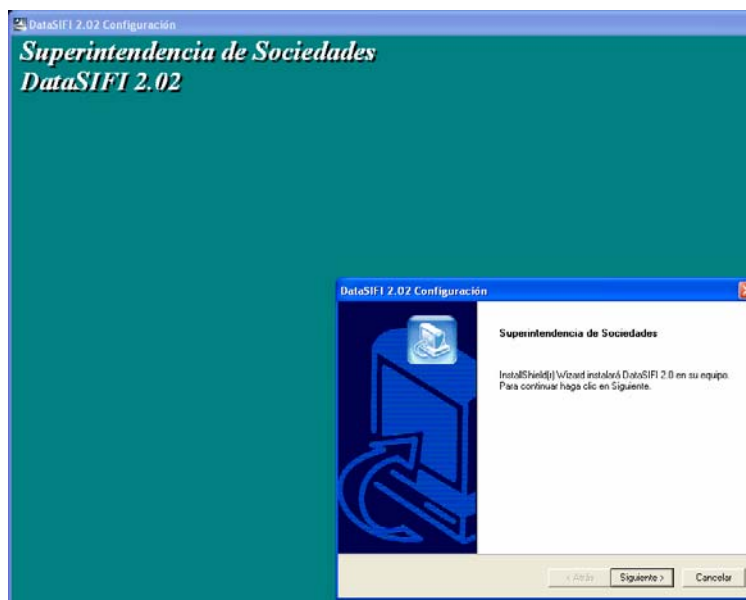 DataSIFI 2.02 Configuración
Superintendencia de Sociedades
DataSIFI 2.02
DataSIFI 2.02 Configuración
Superintendencia de Sociedades
InstallShield(r) Wizard instalará DataSIFI 2.0 en su equipo.
Para continuar haga clic en Siguiente.
< Atrás
Siguiente >
Cancelar